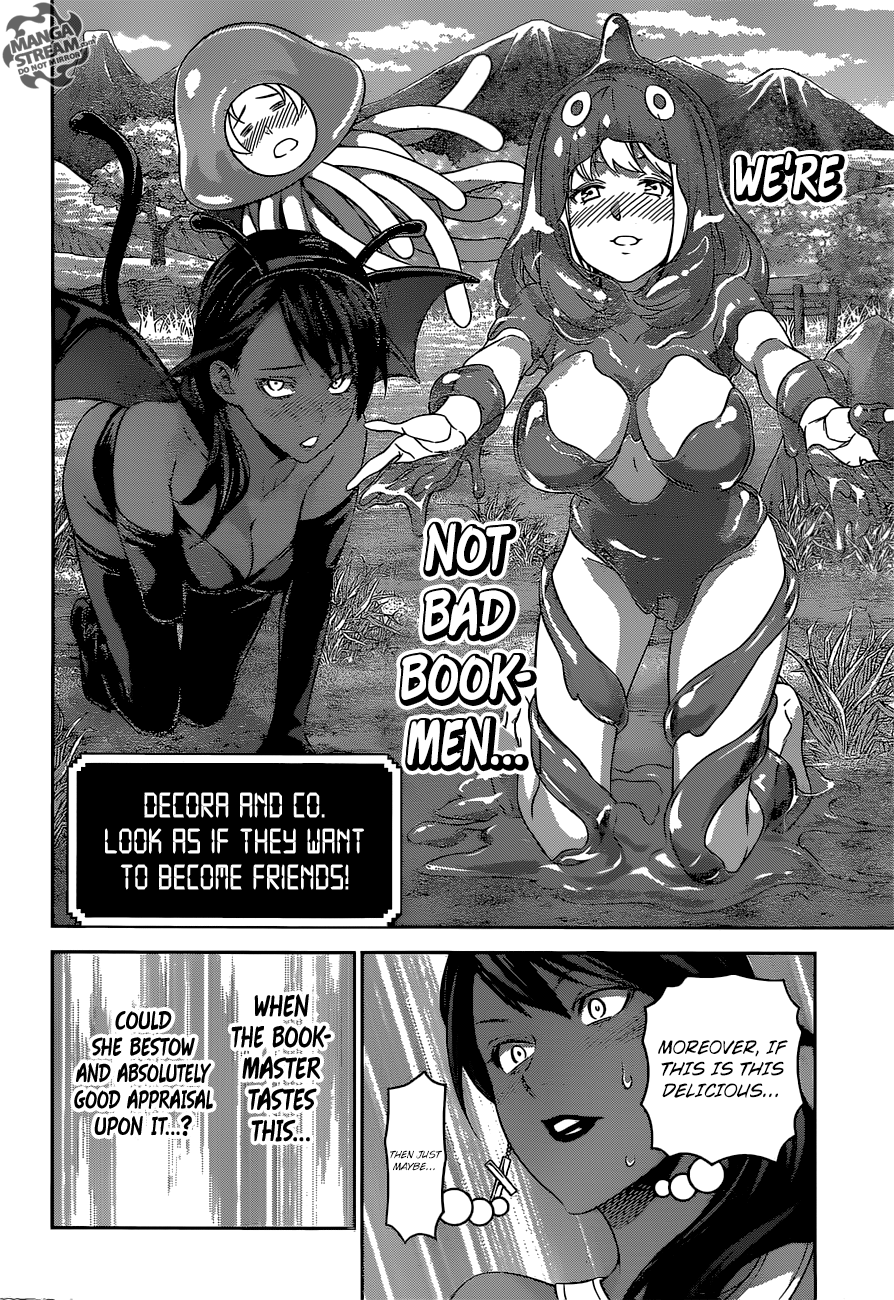 MANGA
STREAM.com
DO NOT MIRROR
WE'RE
NOT
BAD
BOOK-
MEN...
DECORA AND CO.
LOOK AS IF THEY WANT
TO BECOME FRIENDS!
MOREOVER, IF
THIS IS THIS
DELICIOUS...
THEN JUST
MAYBE...
WHEN
THE BOOK-
MASTER
TASTES
THIS...
COULD
SHE BESTOW
AND ABSOLUTELY
GOOD APPRAISAL
UPON IT...?